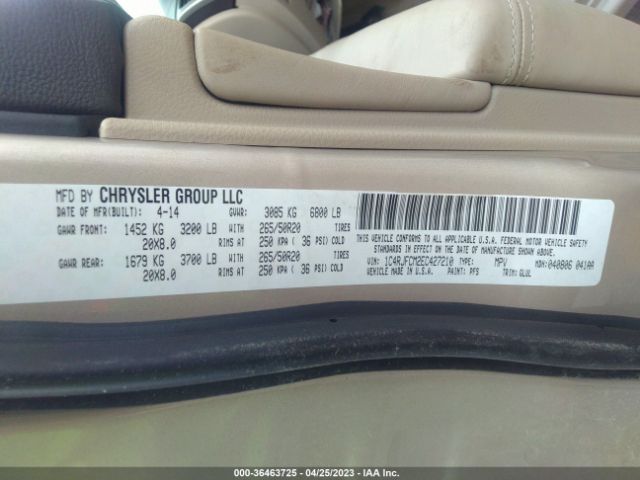 MFD BY CHRYSLER GROUP LLC
DATE OF MFR(BUILT): 4-14 GVWR: 3085 KG 6800 LB
GAWR FRONT: 1452 KG 3200 LB WITH 265/50R20 TIRES
20X8.0 RIMS AT 250 KPA ( 36 PSI) COLD
GAWR REAR: 1679 KG 3700 LB WITH 265/50R20 TIRES
20X8.0 RIMS AT 250 KPA ( 36 PSI) COLD
THIS VEHICLE CONFORMS TO ALL APPLICABLE U.S.A. FEDERAL MOTOR VEHICLE SAFETY
STANDARDS IN EFFECT ON THE DATE OF MANUFACTURE SHOWN ABOVE.
VIN: 1C4RJFCM2EC427210 TYPE: MPV MDH: 040806 041AA
VEHICLE MADE IN U.S.A. PAINT: PFS TRIM: GLUL
000-36463725 - 04/25/2023 - IAA Inc.